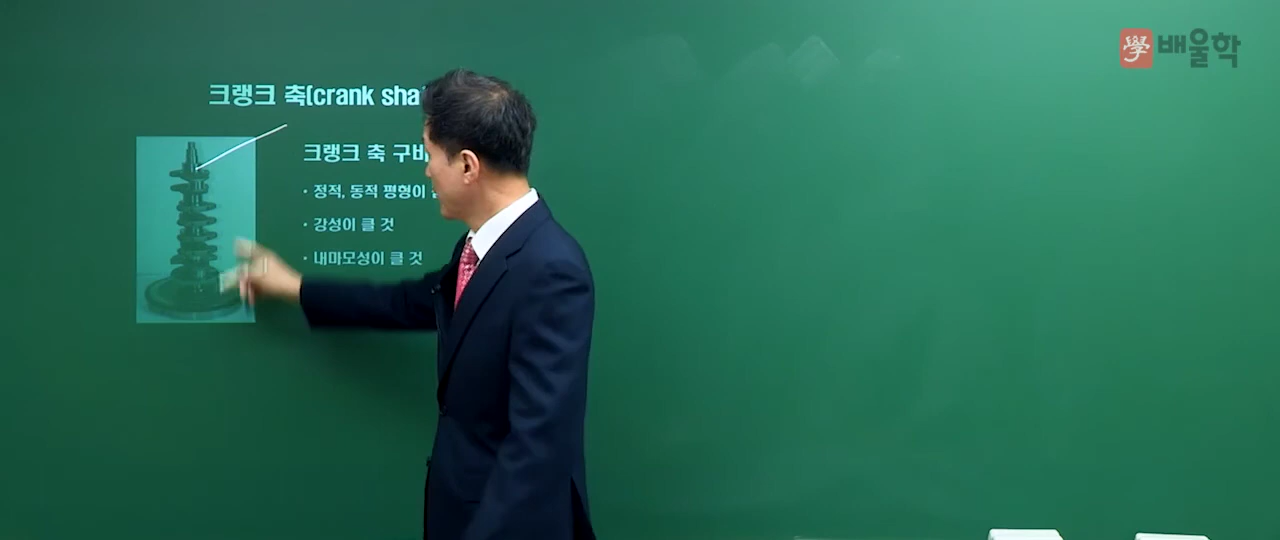 學 배울학
크랭크 축(crank sha
크랭크 축 구비
• 정적, 동적 평형이
• 강성이 클 것
• 내마모성이 클 것